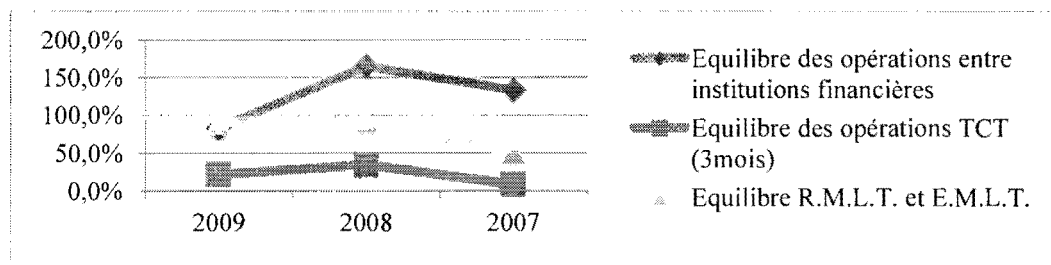 200,0%
150,0%
100,0%
50,0%
0,0%
2009 2008 2007
Equilibre des opérations entre
institutions financières
Equilibre des opérations TCT
(3mois)
Equilibre R.M.L.T. et E.M.L.T.